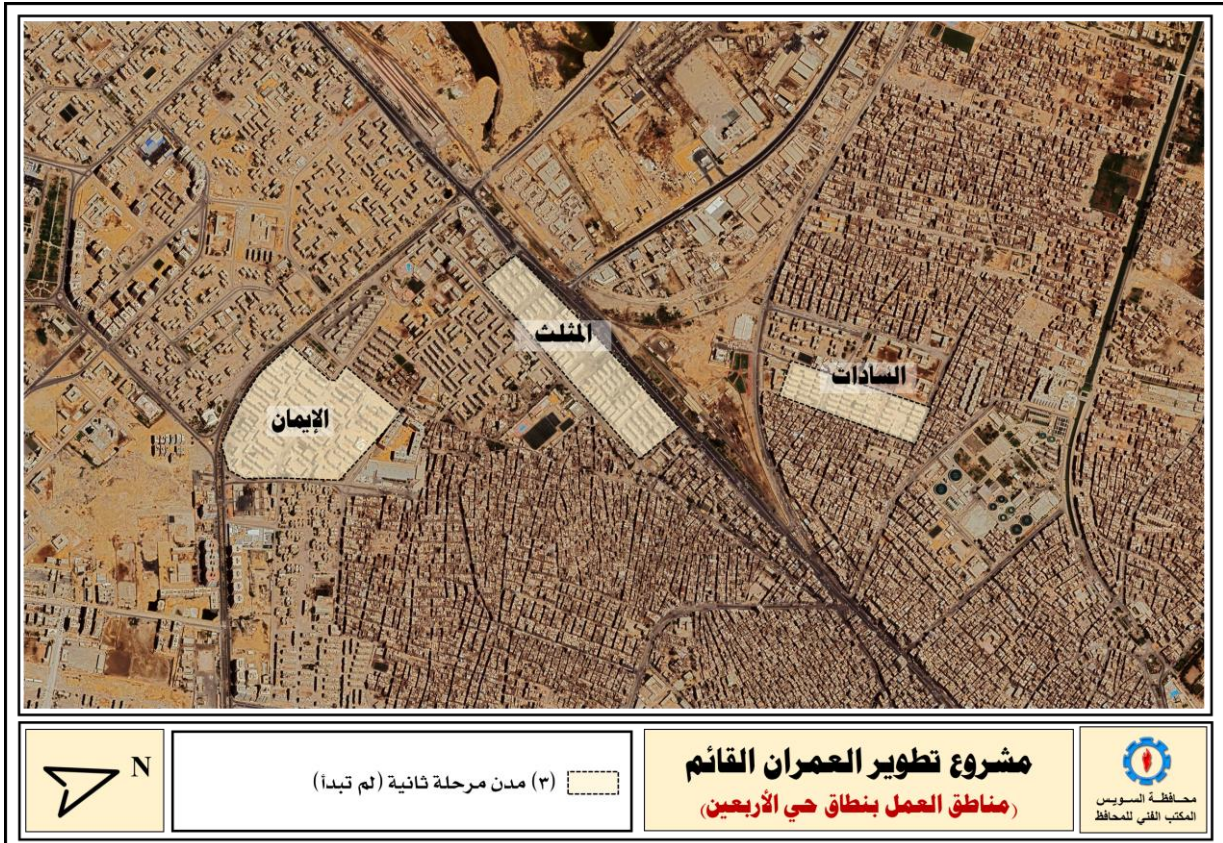 المثلث
السادات
الإيمان
مشروع تطوير العمران القائم
(مناطق العمل بنطاق حي الأربعين)
محافظة السويس
المكتب الفني للمحافظ
(٣) مدن مرحلة ثانية (لم تبدأ)
N